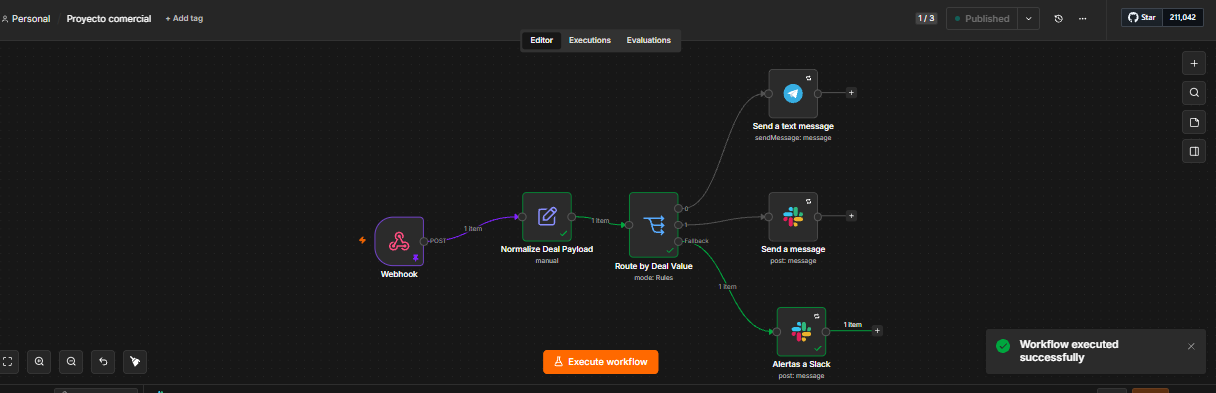 Personal / Proyecto comercial + Add tag
1 / 3 Published ... Star 211,042
Editor Executions Evaluations
Send a text message
sendMessage: message
0
1 item
POST
1 item
1
Fallback
Webhook
Normalize Deal Payload
manual
Route by Deal Value
mode: Rules
Send a message
post: message
1 item
1 item
Alertas a Slack
post: message
Execute workflow
Workflow executed
successfully